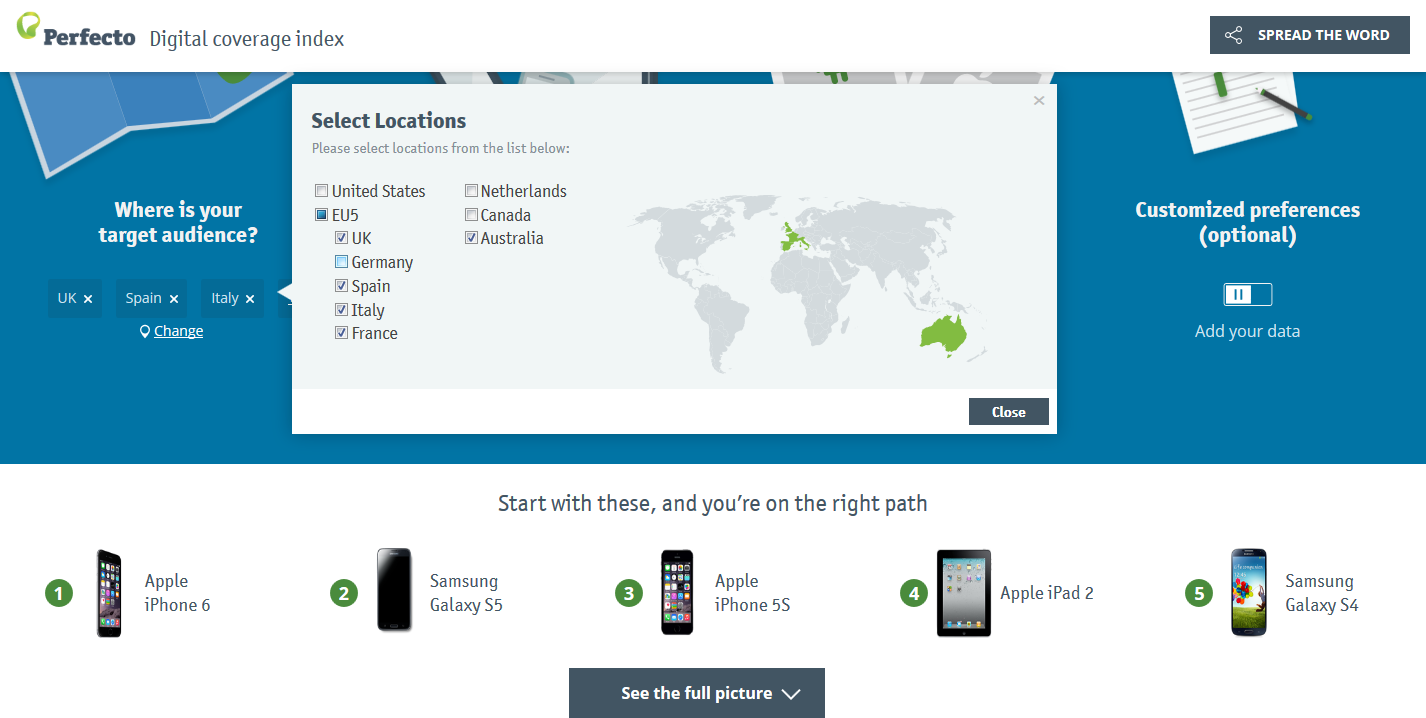 Perfecto Digital coverage index
SPREAD THE WORD
Select Locations
Please select locations from the list below:
United States
EU5
UK
Germany
Spain
Italy
France
Netherlands
Canada
Australia
Close
Where is your
target audience?
UK
Spain
Italy
Change
Customized preferences
(optional)
Add your data
Start with these, and you’re on the right path
1
Apple
iPhone 6
2
Samsung
Galaxy S5
3
Apple
iPhone 5S
4
Apple iPad 2
5
Samsung
Galaxy S4
See the full picture